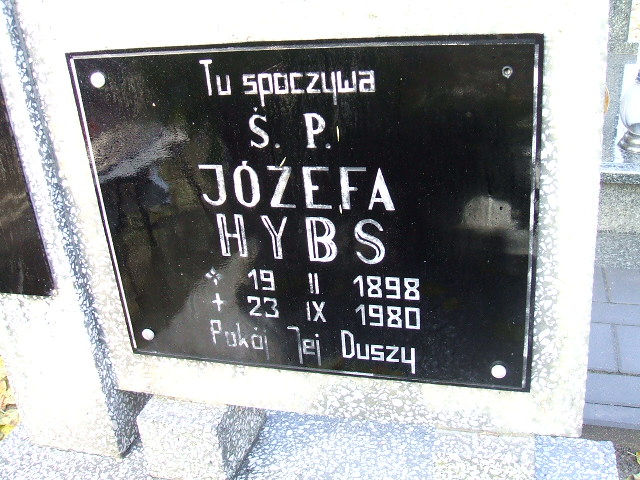 Tu spoczywa
Ś. P.
JÓZEFA
HYBS
* 19 II 1898
+ 23 IX 1980
Pokój Jej Duszy